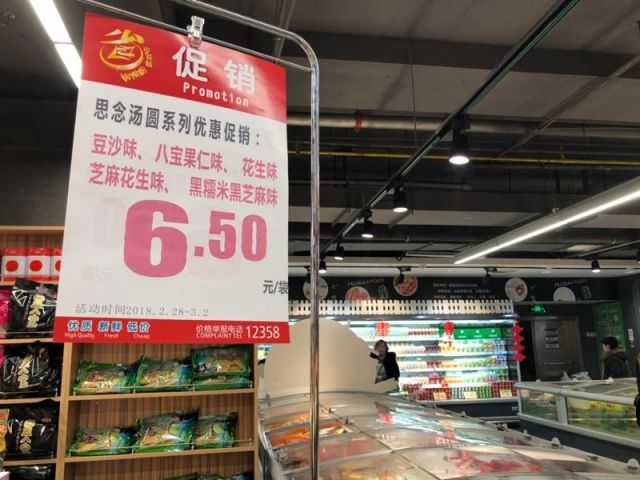 促销
Promotion
思念汤圆系列优惠促销：
豆沙味、八宝果仁味、花生味
芝麻花生味、黑糯米黑芝麻味
6.50
元/袋
活动时间2018.2.28-3.2
优质 新鲜 低价
High Quality Fresh Cheap
价格举报电话 12358
COMPLAINT TEL